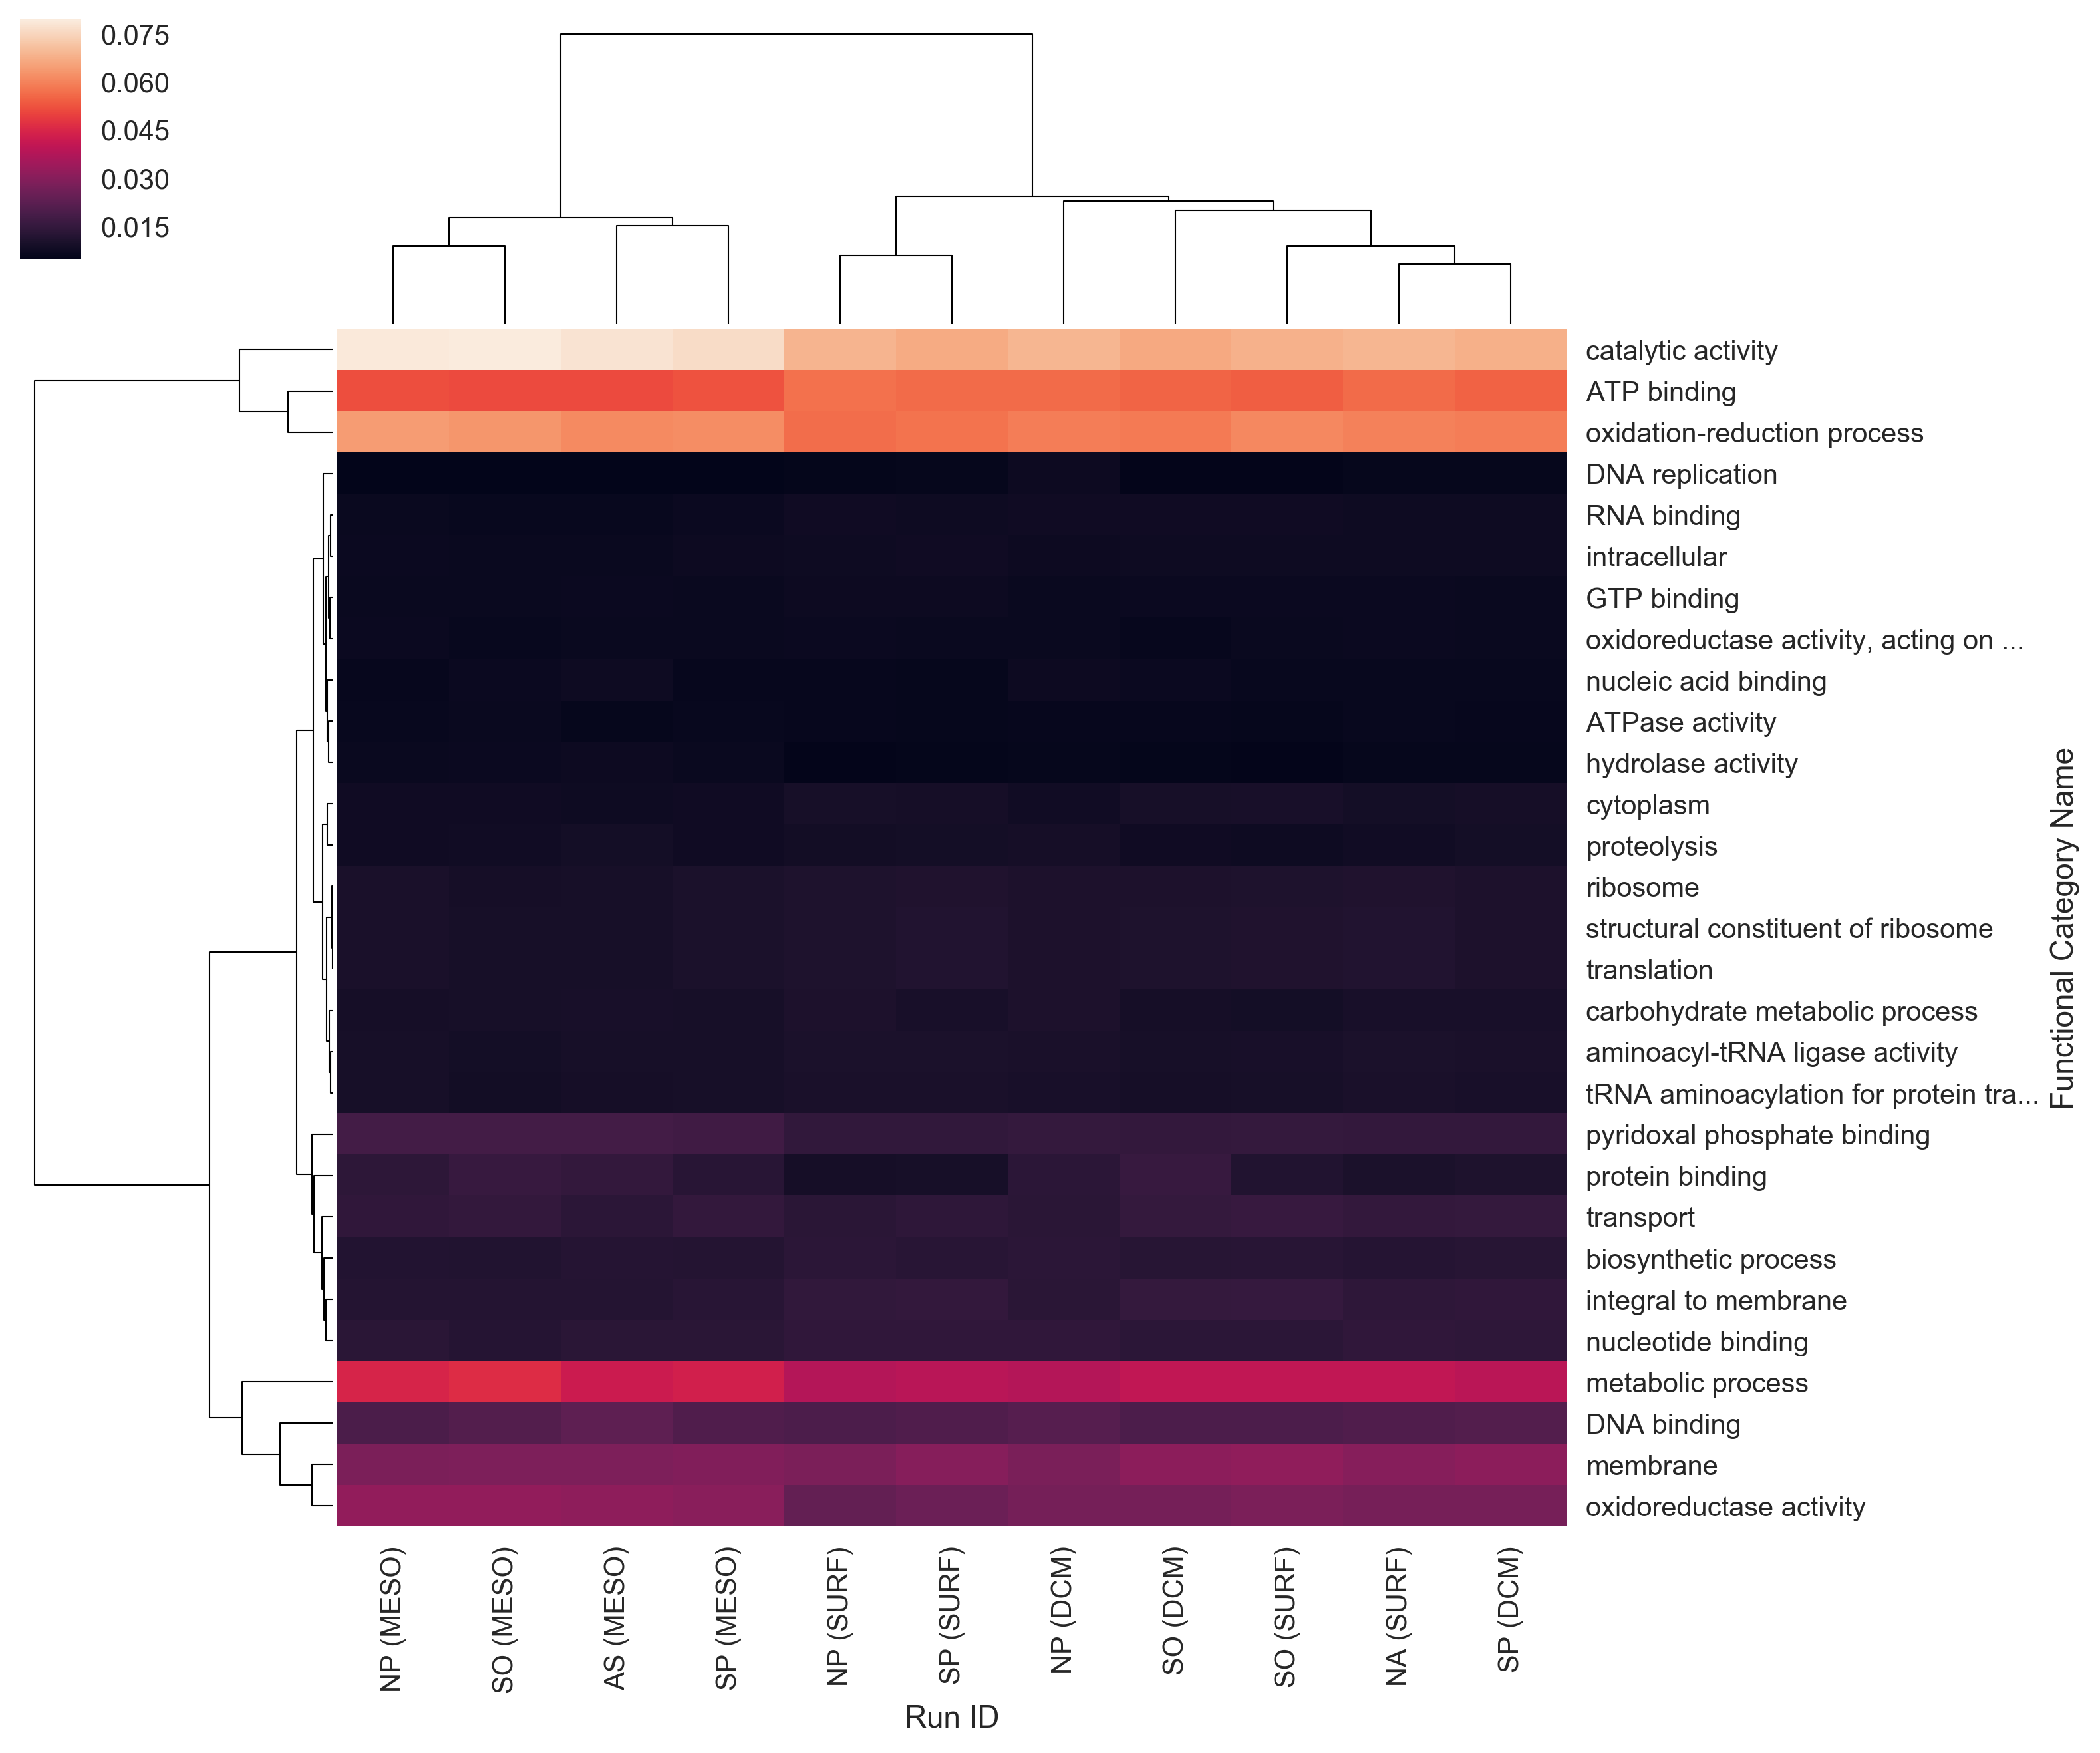 0.075
0.060
0.045
0.030
0.015
catalytic activity
ATP binding
oxidation-reduction process
DNA replication
RNA binding
intracellular
GTP binding
oxidoreductase activity, acting on ...
nucleic acid binding
ATPase activity
hydrolase activity
cytoplasm
proteolysis
ribosome
structural constituent of ribosome
translation
carbohydrate metabolic process
aminoacyl-tRNA ligase activity
tRNA aminoacylation for protein tra...
pyridoxal phosphate binding
protein binding
transport
biosynthetic process
integral to membrane
nucleotide binding
metabolic process
DNA binding
membrane
oxidoreductase activity
Functional Category Name
NP (MESO)
SO (MESO)
AS (MESO)
SP (MESO)
NP (SURF)
SP (SURF)
NP (DCM)
SO (DCM)
SO (SURF)
NA (SURF)
SP (DCM)
Run ID